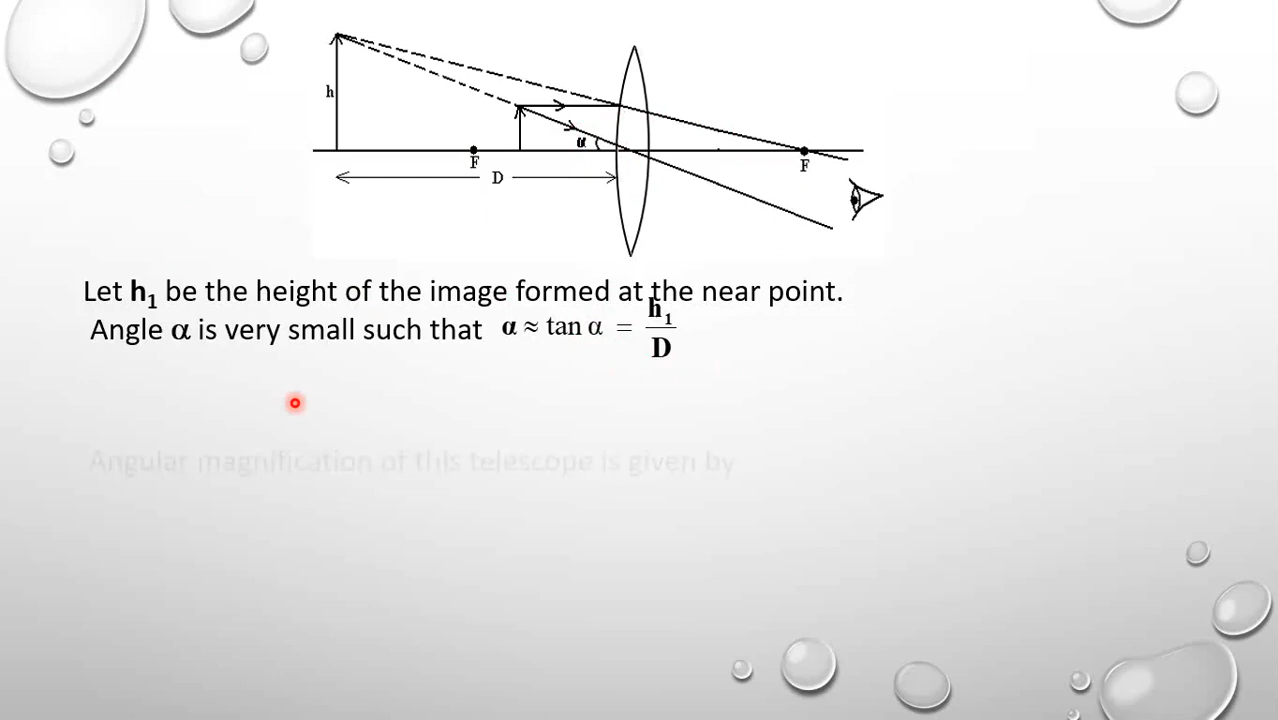 h
α
F
F
D
Let h₁ be the height of the image formed at the near point.
Angle α is very small such that α ≈ tan α = h₁/D
Angular magnification of this telescope is given by